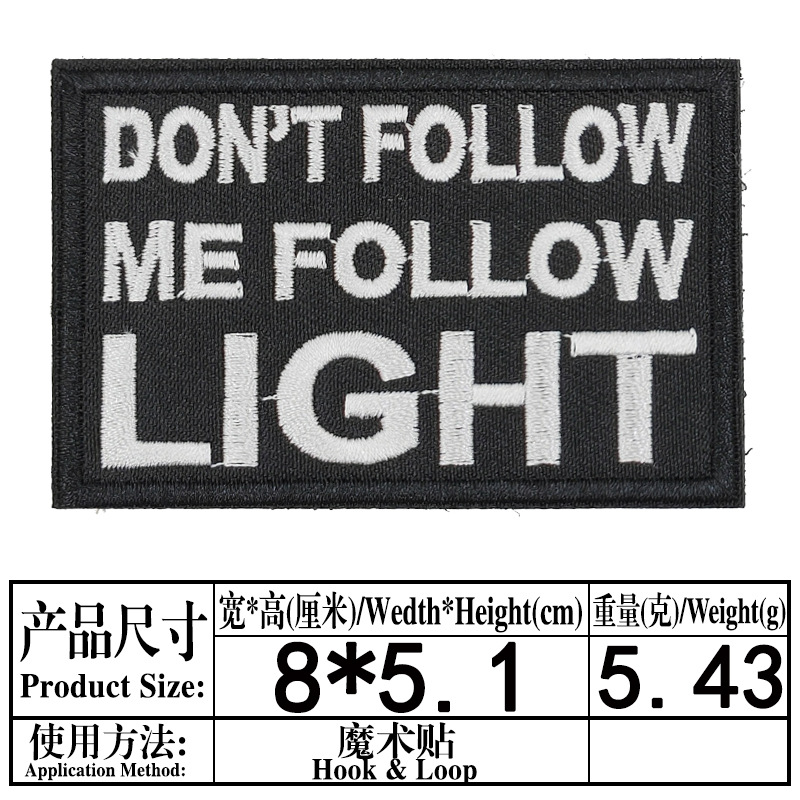 DON'T FOLLOW
ME FOLLOW
LIGHT
产品尺寸
Product Size:
宽*高(厘米)/Wedth*Height(cm)
重量(克)/Weight(g)
8*5.1
5.43
使用方法:
Application Method:
魔术贴
Hook & Loop